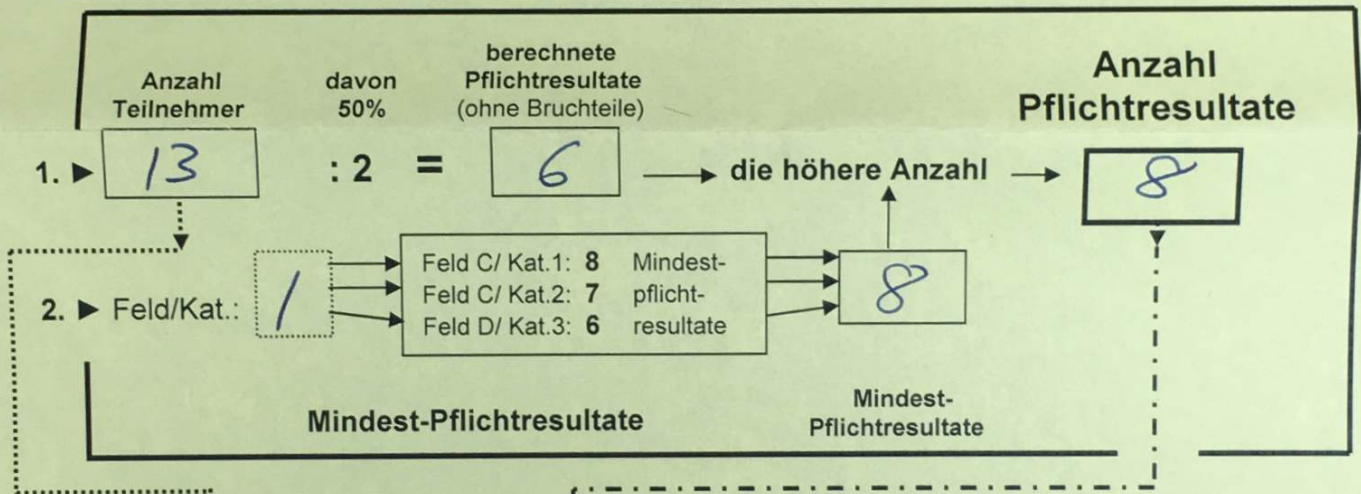 Anzahl Teilnehmer
davon 50%
berechnete Pflichtresultate (ohne Bruchteile)
Anzahl Pflichtresultate
1. ► 13 : 2 = 6 → die höhere Anzahl → 8
2. ► Feld/Kat.: 1
Feld C/ Kat.1: 8 Mindest-
Feld C/ Kat.2: 7 pflicht-
Feld D/ Kat.3: 6 resultate
8
Mindest-Pflichtresultate
Mindest-
Pflichtresultate